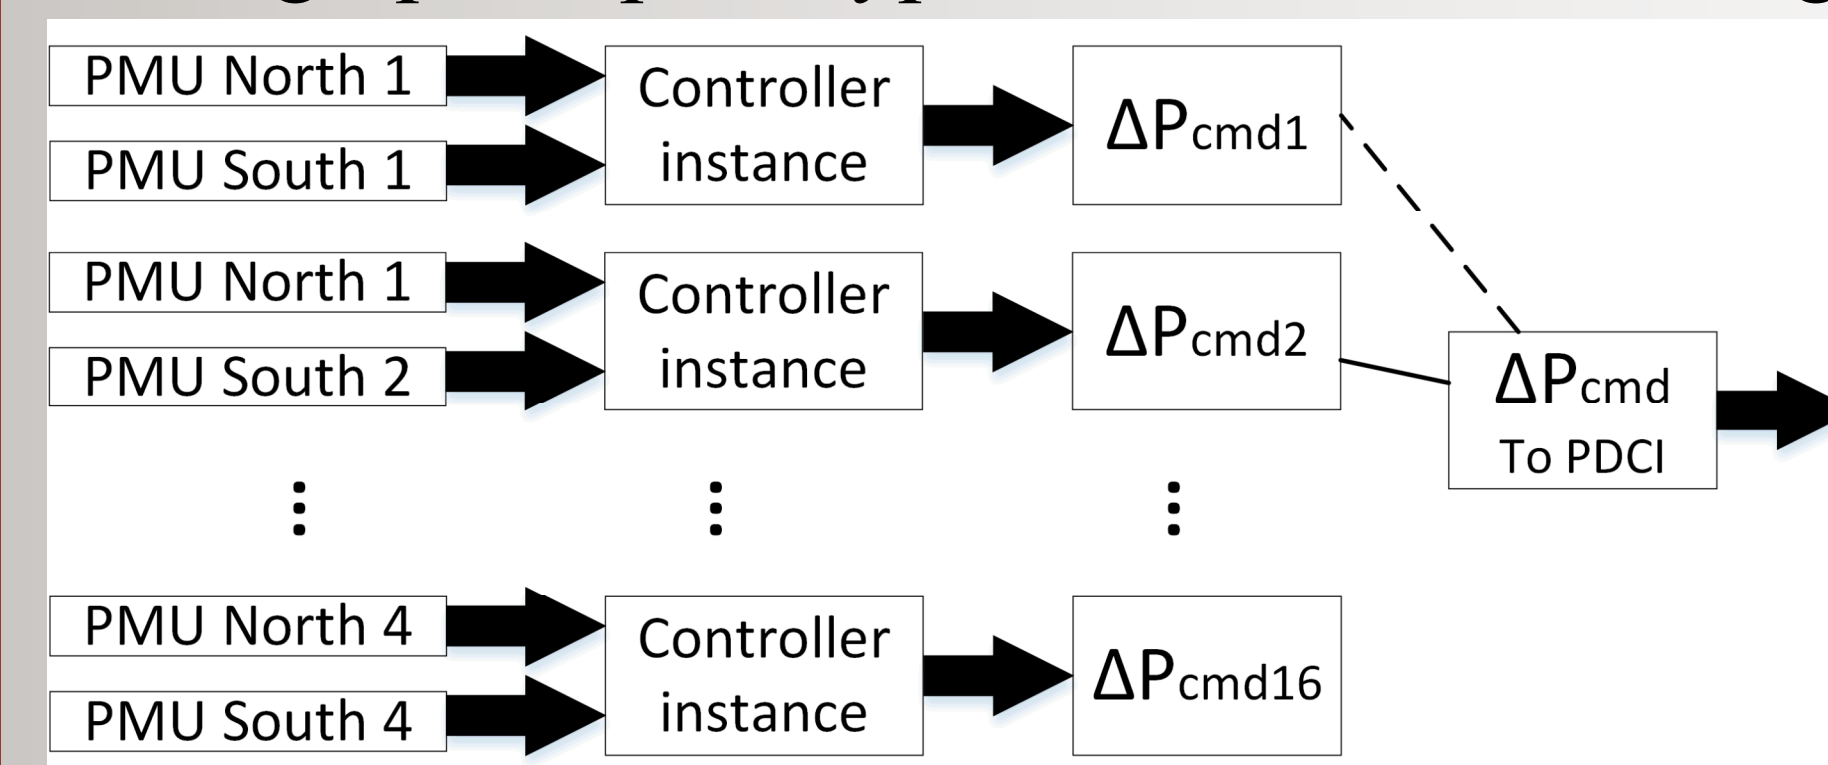 PMU North 1
PMU South 1
Controller
instance
ΔPcmd1
PMU North 1
PMU South 2
Controller
instance
ΔPcmd2
ΔPcmd
To PDCI
PMU North 4
PMU South 4
Controller
instance
ΔPcmd16